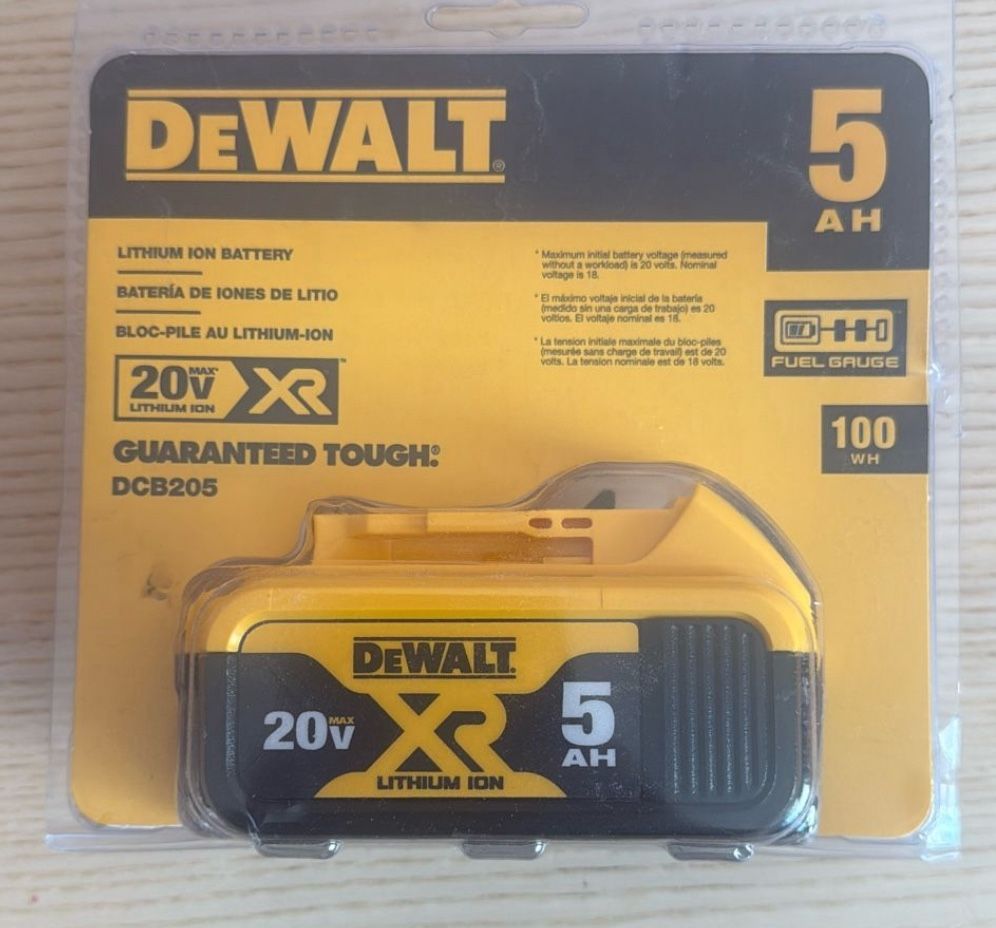 DEWALT®
5
AH
LITHIUM ION BATTERY
BATERÍA DE IONES DE LITIO
BLOC-PILE AU LITHIUM-ION
* Maximum initial battery voltage (measured
without a workload) is 20 volts. Nominal
voltage is 18.
* El máximo voltaje inicial de la batería
(medido sin una carga de trabajo) es 20
voltios. El voltaje nominal es 18.
* La tension initiale maximale du bloc-piles
(mesurée sans charge de travail) est de 20
volts. La tension nominale est de 18 volts.
FUEL GAUGE™
20V MAX* XR™
LITHIUM ION
100
WH
GUARANTEED TOUGH.®
DCB205
DEWALT.
20V MAX
XR
LITHIUM ION
5
AH